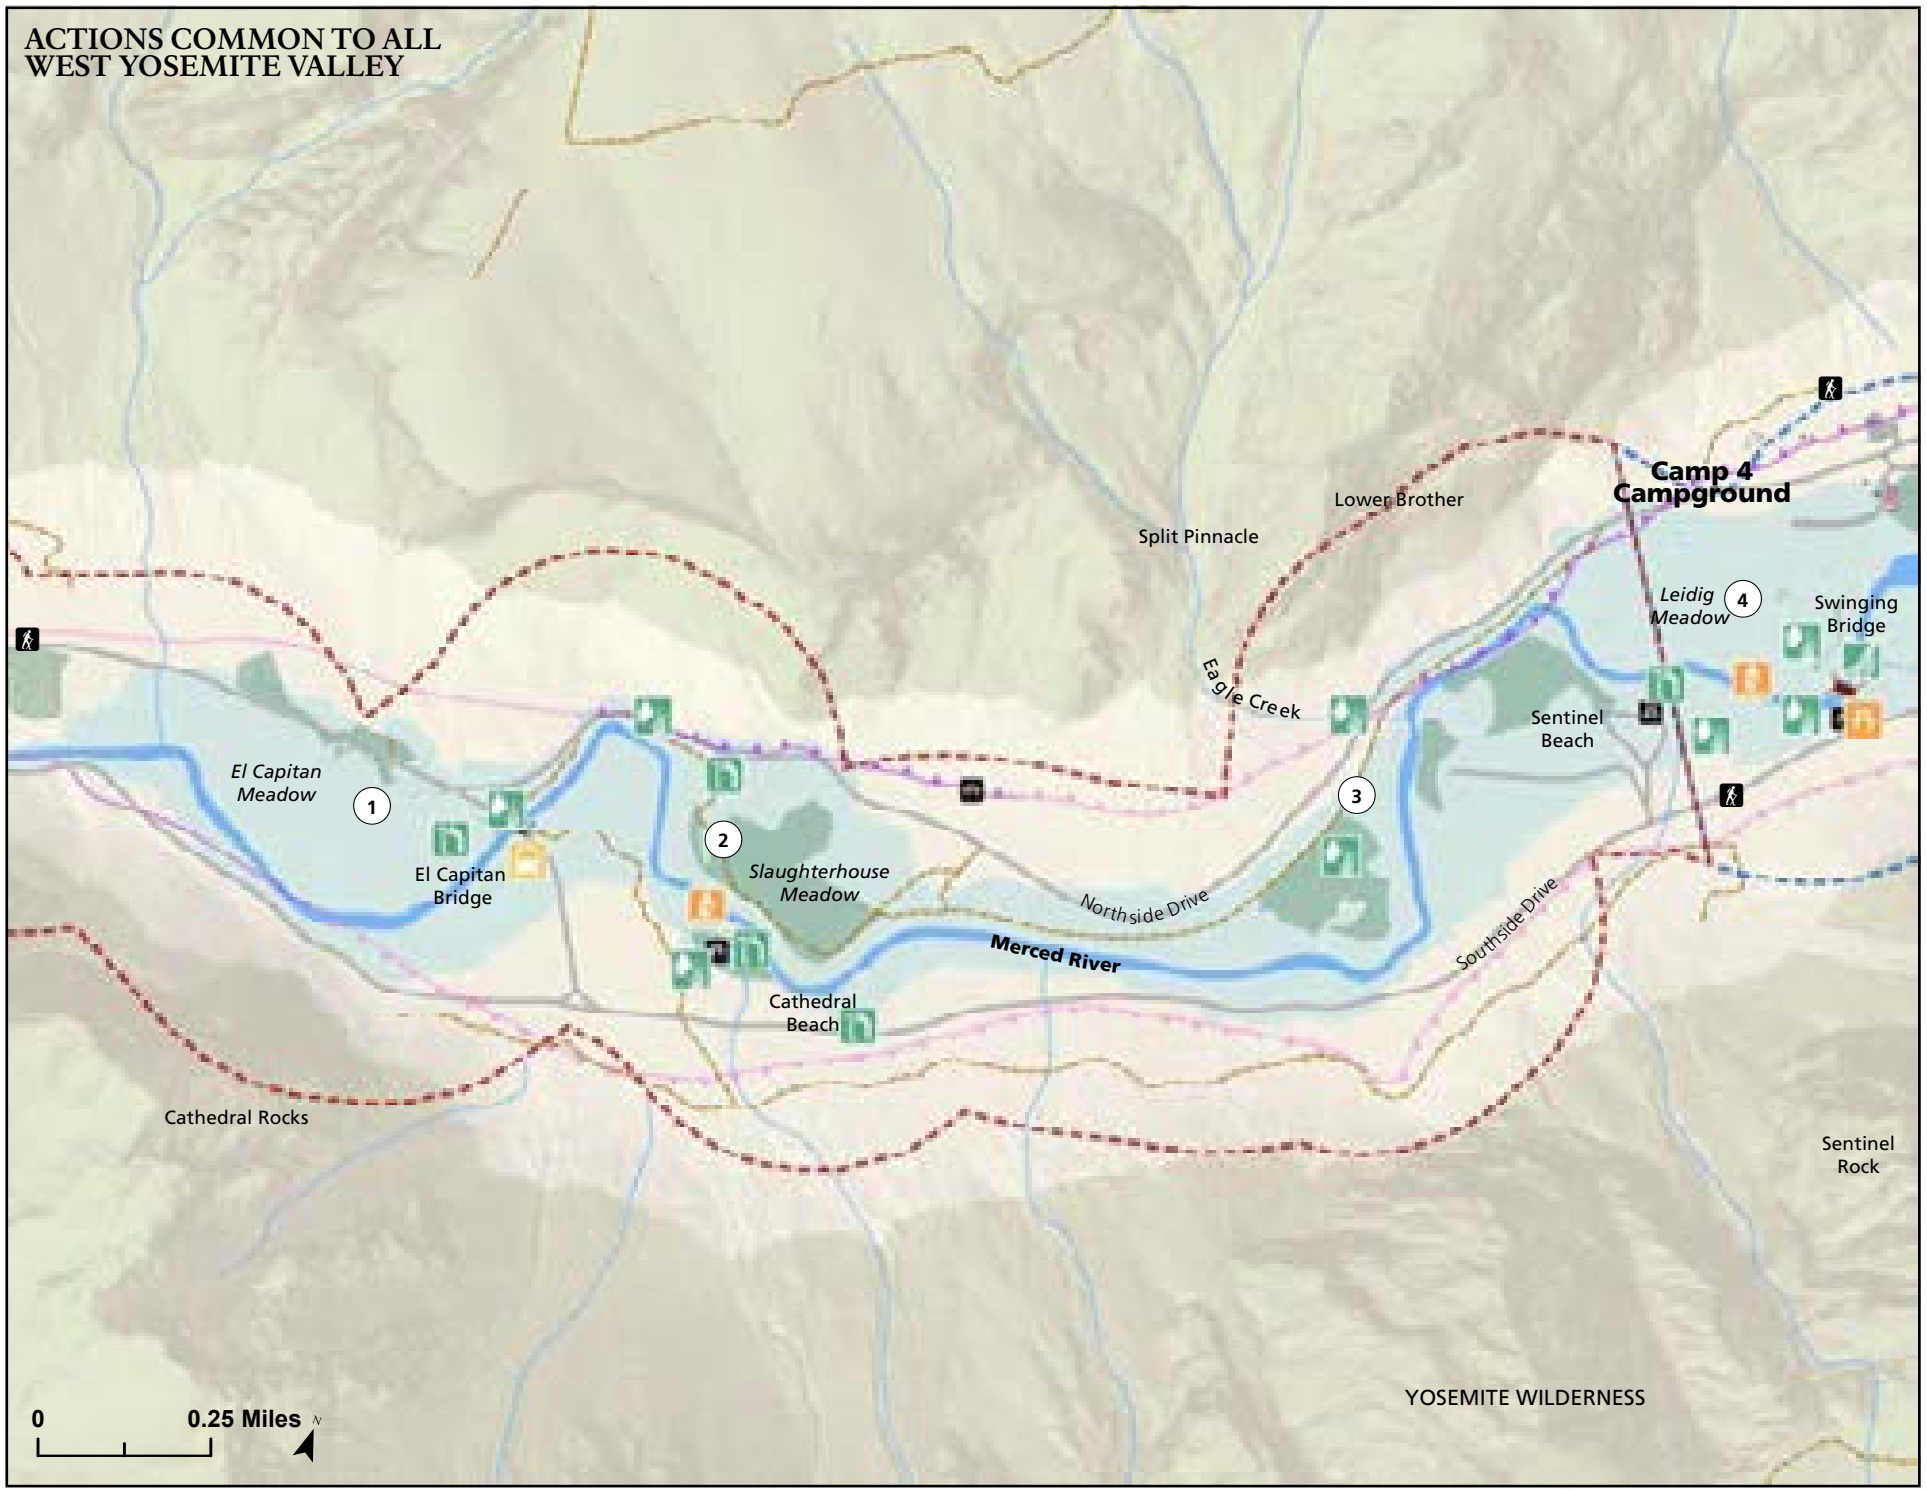 ACTIONS COMMON TO ALL
WEST YOSEMITE VALLEY
Camp 4
Campground
Lower Brother
Split Pinnacle
Leidig
Meadow
4
Swinging
Bridge
Eagle Creek
Sentinel
Beach
El Capitan
Meadow
1
3
2
El Capitan
Bridge
Slaughterhouse
Meadow
Northside Drive
Southside Drive
Merced River
Cathedral
Beach
Cathedral Rocks
Sentinel
Rock
YOSEMITE WILDERNESS
0 0.25 Miles N